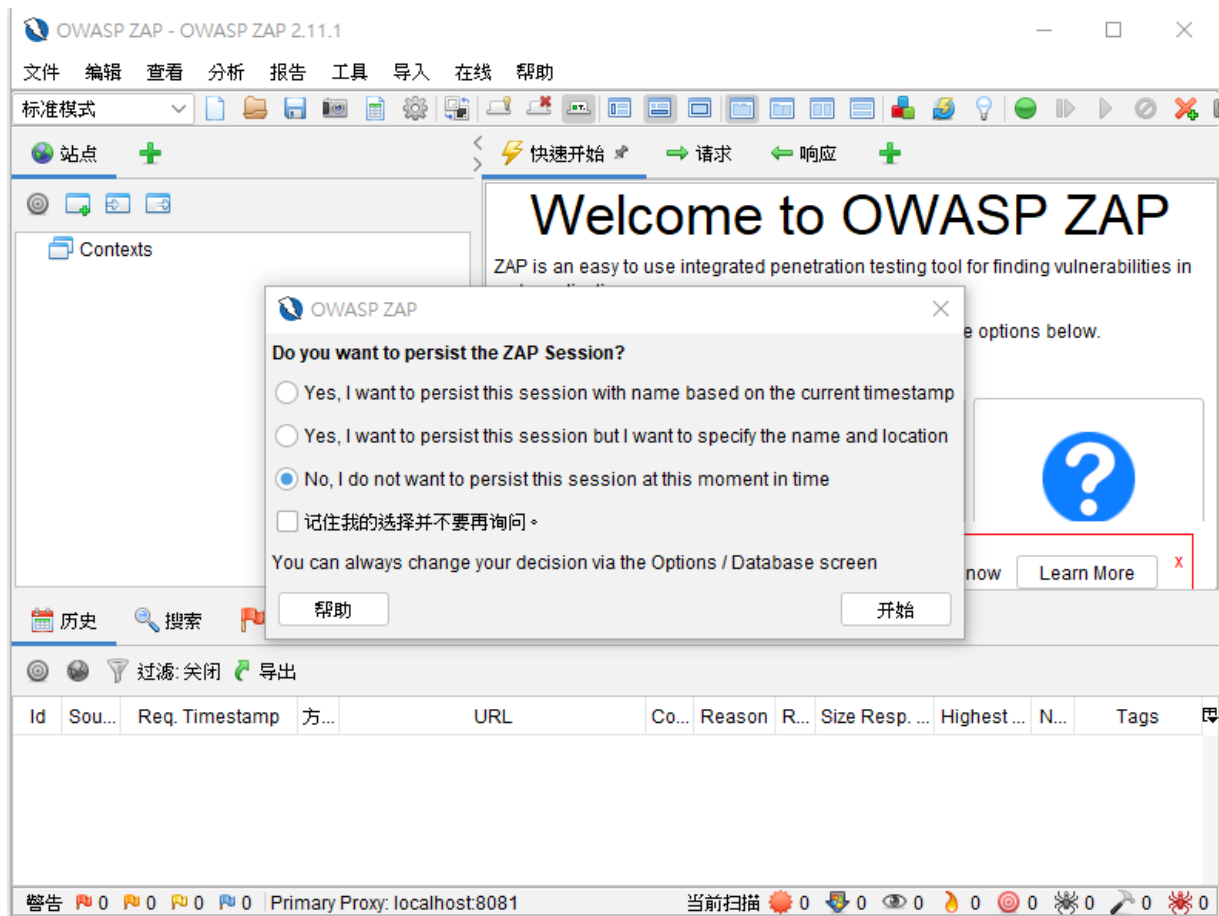 OWASP ZAP - OWASP ZAP 2.11.1
文件 编辑 查看 分析 报告 工具 导入 在线 帮助
标准模式
站点
快速开始 请求 响应
Contexts
Welcome to OWASP ZAP
ZAP is an easy to use integrated penetration testing tool for finding vulnerabilities in
e options below.
OWASP ZAP
Do you want to persist the ZAP Session?
Yes, I want to persist this session with name based on the current timestamp
Yes, I want to persist this session but I want to specify the name and location
No, I do not want to persist this session at this moment in time
记住我的选择并不要再询问。
You can always change your decision via the Options / Database screen
帮助 开始
now Learn More x
历史 搜索
过滤: 关闭 导出
Id Sou... Req. Timestamp 方... URL Co... Reason R... Size Resp. ... Highest ... N... Tags
警告 0 0 0 0 Primary Proxy: localhost:8081 当前扫描 0 0 0 0 0 0 0 0